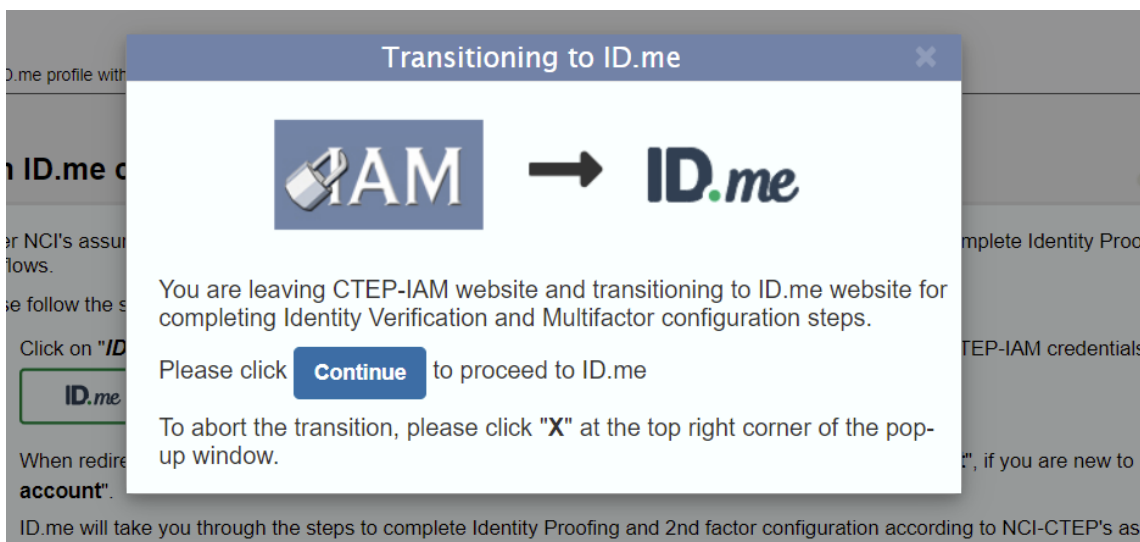 Transitioning to ID.me
D.me profile with
IAM
ID.me
ID.me
er NCI's assur
mplete Identity Proc
flows.
You are leaving CTEP-IAM website and transitioning to ID.me website for
se follow the s
completing Identity Verification and Multifactor configuration steps.
Click on "ID
TEP-IAM credentials
Please click Continue to proceed to ID.me
ID.me
To abort the transition, please click "X" at the top right corner of the pop-
up window.
When redire
", if you are new to
account".
ID.me will take you through the steps to complete Identity Proofing and 2nd factor configuration according to NCI-CTEP's as